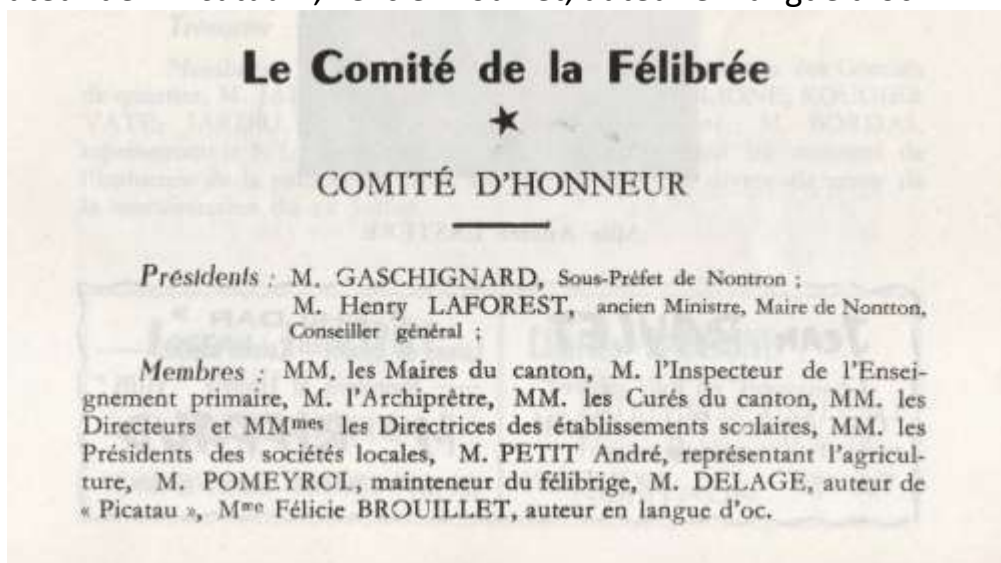 Le Comité de la Félibrée
★
COMITÉ D'HONNEUR
Présidents : M. GASCHIGNARD, Sous-Préfet de Nontron ;
M. Henry LAFOREST, ancien Ministre, Maire de Nontron,
Conseiller général ;
Membres : MM. les Maires du canton, M. l'Inspecteur de l'Ensei-
gnement primaire, M. l'Archiprêtre, MM. les Curés du canton, MM. les
Directeurs et MMmes les Directrices des établissements scolaires, MM. les
Présidents des sociétés locales, M. PETIT André, représentant l'agricul-
ture, M. POMEYROL, mainteneur du félibrige, M. DELAGE, auteur de
« Picatau », Mme Félicie BROUILLET, auteur en langue d'oc.